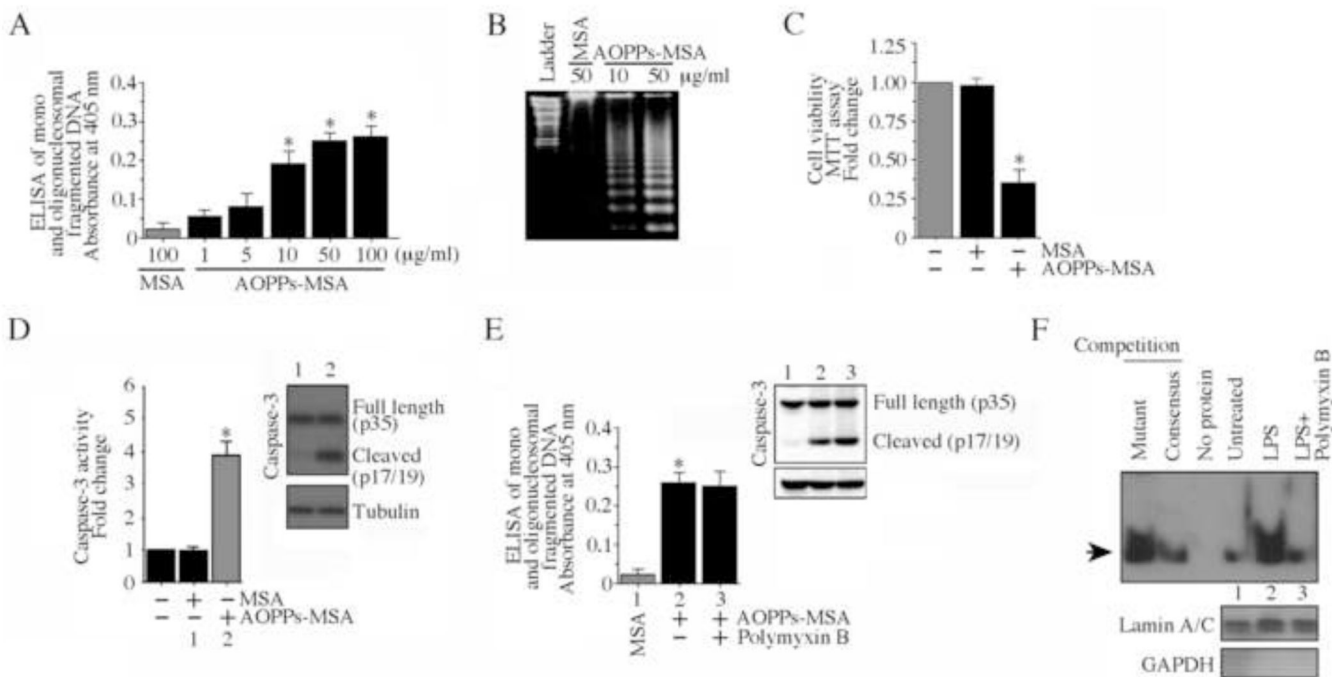 A
ELISA of mono
and oligonucleosomal
fragmented DNA
Absorbance at 405 nm
0.4
0.3
0.2
0.1
0
* * *
100 1 5 10 50 100 (μg/ml)
MSA AOPPs-MSA
B
Ladder
MSA
AOPPs-MSA
50 10 50 μg/ml
C
Cell viability
MTT assay
Fold change
1.25
1.00
0.75
0.50
0.25
0
*
− + − MSA
− − + AOPPs-MSA
D
Caspase-3 activity
Fold change
6
5
4
3
2
1
0
*
− + − MSA
− − + AOPPs-MSA
1 2
1 2
Caspase-3
Full length
(p35)
Cleaved
(p17/19)
Tubulin
E
ELISA of mono
and oligonucleosomal
fragmented DNA
Absorbance at 405 nm
0.4
0.3
0.2
0.1
0
*
1 2 3
MSA
+ + AOPPs-MSA
− + Polymyxin B
1 2 3
Caspase-3
Full length (p35)
Cleaved (p17/19)
F
Competition
Mutant
Consensus
No protein
Untreated
LPS
LPS+
Polymyxin B
1 2 3
Lamin A/C
GAPDH